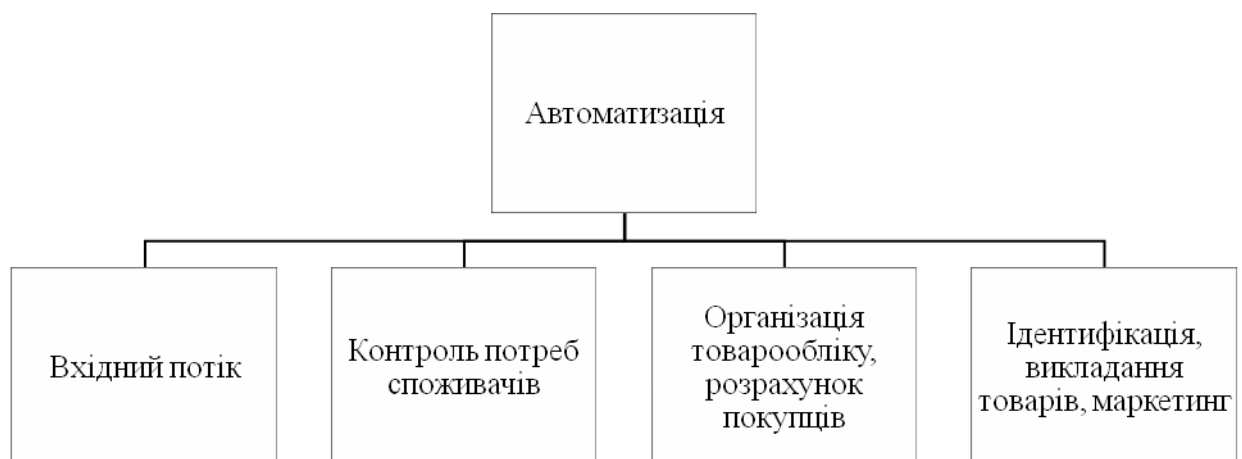 Автоматизація
Вхідний потік
Контроль потреб
споживачів
Організація
товарообліку,
розрахунок
покупців
Ідентифікація,
викладання
товарів, маркетинг